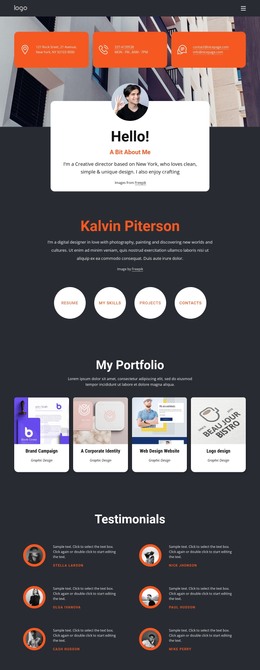 logo
Hello!
A Bit About Me
I'm a Creative director based on New York, who loves clean,
simple & unique design. I also enjoy crafting
Images from Freepik
Kalvin Piterson
I'm a digital designer in love with photography, painting and discovering new worlds and
cultures. Ut enim ad minim veniam, quis nostrud exercitation ullamco laboris nisi ut
aliquip ex ea commodo consequat. Duis aute irure dolor.
Image by Freepik
RESUME
MY SKILLS
PROJECTS
CONTACTS
My Portfolio
Lorem ipsum dolor sit amet, consectetur adipiscing elit, sed do
eiusmod tempor incididunt ut labore et dolore.
BEAU JOUR
BISTRO
Brand Campaign
Graphic Design
A Corporate Identity
Graphic Design
Web Design Website
Graphic Design
Logo design
Graphic Design
Testimonials
Sample text. Click to select the text box.
Click again or double click to start editing
the text.
STELLA LARSON
Sample text. Click to select the text box.
Click again or double click to start editing
the text.
NICK JOHNSON
Sample text. Click to select the text box.
Click again or double click to start editing
the text.
OLGA IVANOVA
Sample text. Click to select the text box.
Click again or double click to start editing
the text.
PAUL HUDSON
Sample text. Click to select the text box.
Click again or double click to start editing
the text.
Sample text. Click to select the text box.
Click again or double click to start editing
the text.
MIKE PERRY